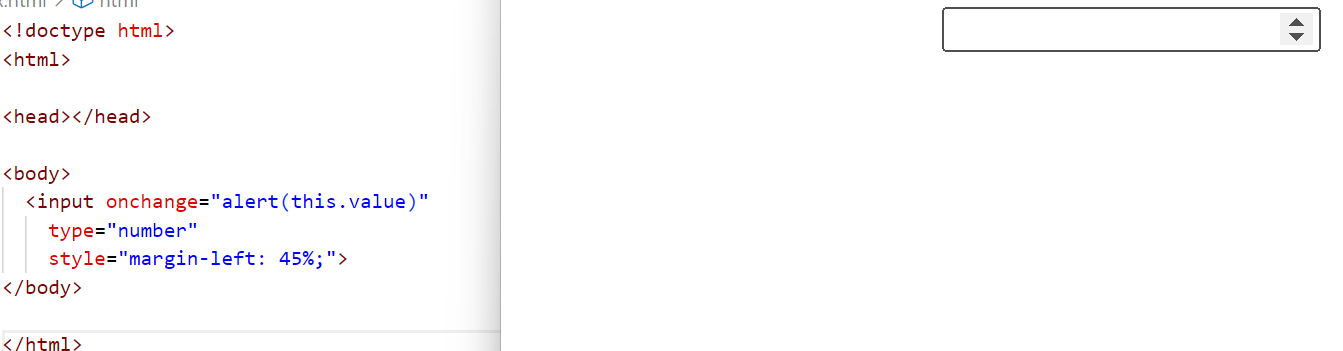 html
<!doctype html>
<html>
<head></head>
<body>
<input onchange="alert(this.value)"
type="number"
style="margin-left: 45%;">
</body>
</html>